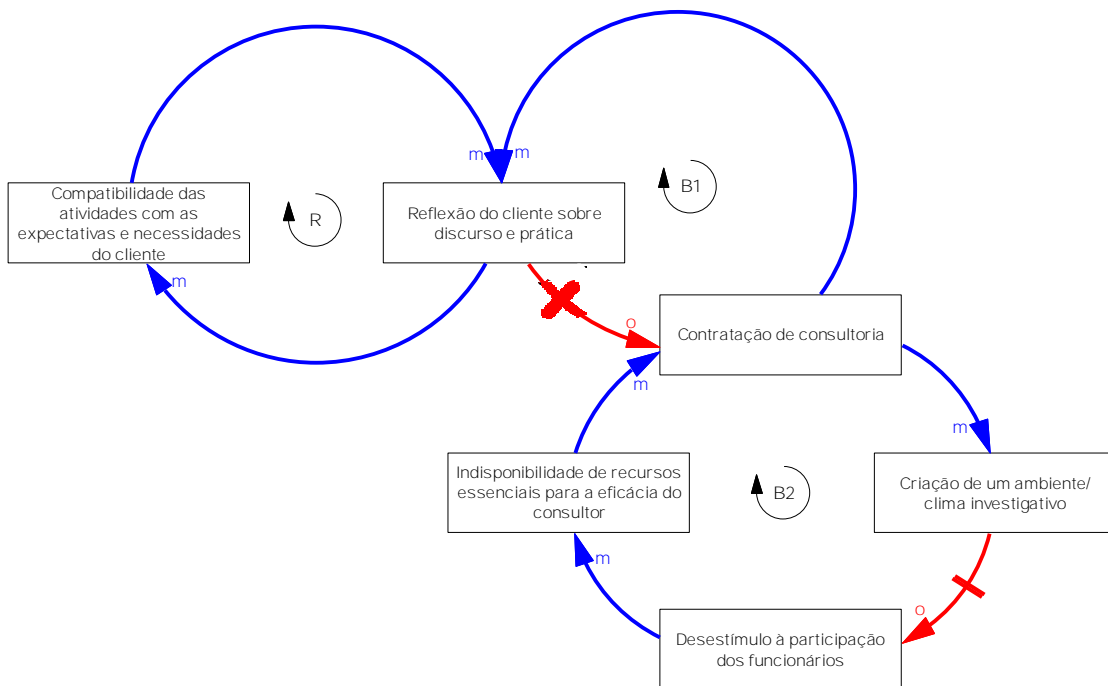 m
m
Compatibilidade das
atividades com as
expectativas e necessidades
do cliente
R
Reflexão do cliente sobre
discurso e prática
B1
m
o
Contratação de consultoria
m
m
Indisponibilidade de recursos
essenciais para a eficácia do
consultor
B2
Criação de um ambiente/
clima investigativo
m
o
Desestímulo à participação
dos funcionários